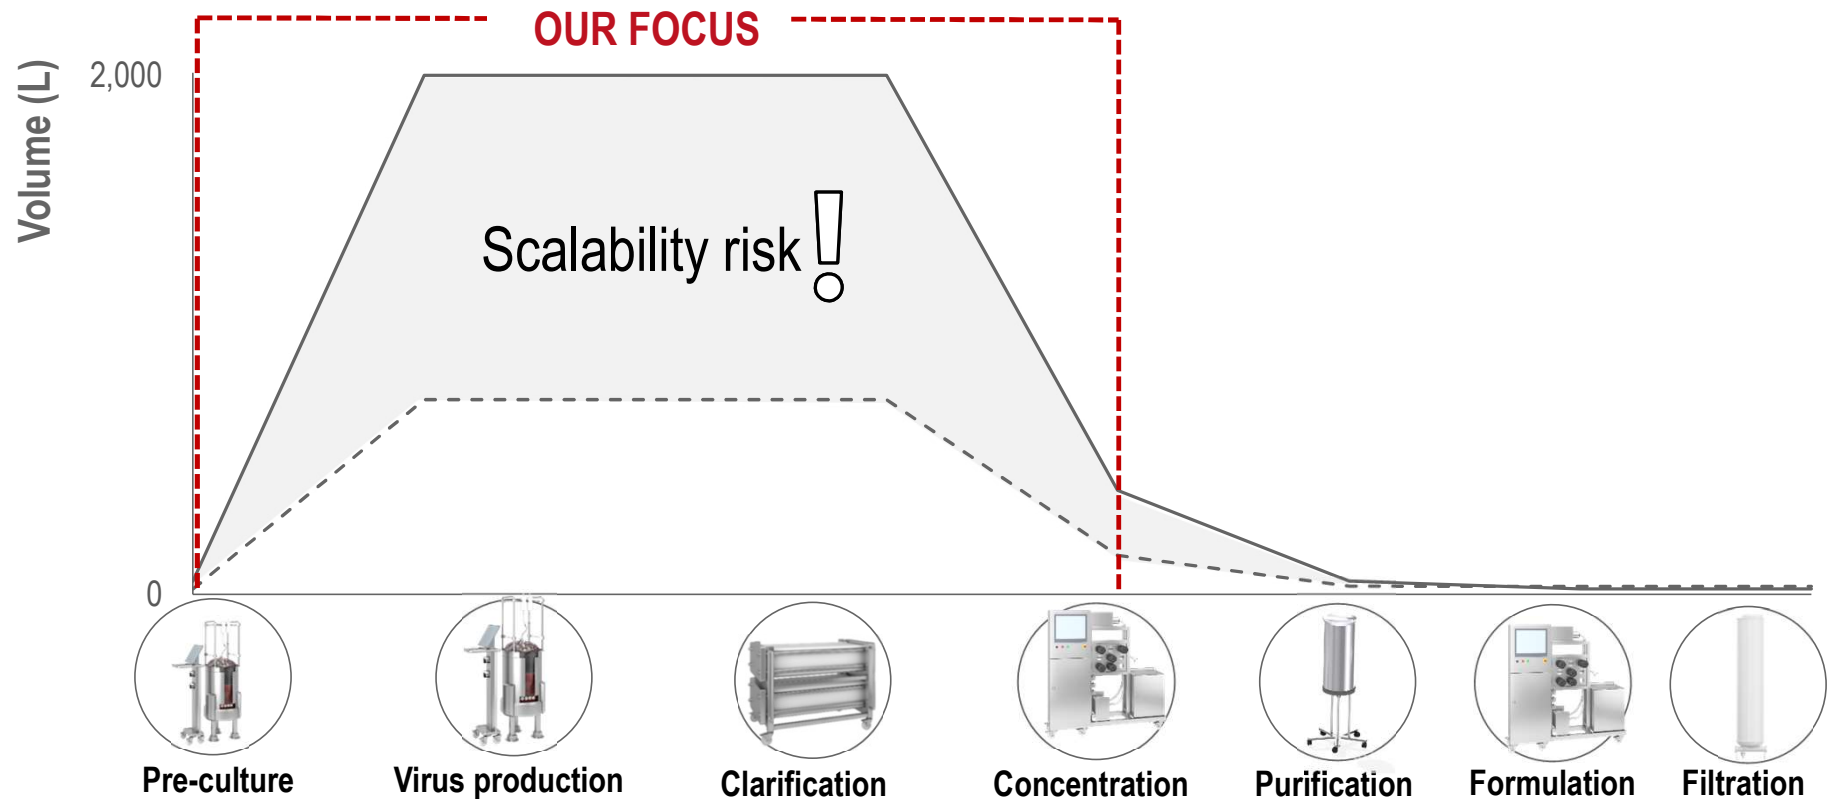 OUR FOCUS
Volume (L)
2,000
Scalability risk!
0
Pre-culture
Virus production
Clarification
Concentration
Purification
Formulation
Filtration